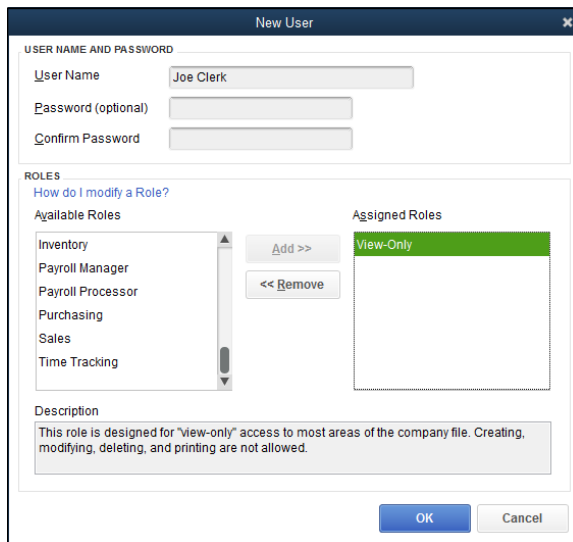 New User
USER NAME AND PASSWORD
User Name
Joe Clerk
Password (optional)
Confirm Password
ROLES
How do I modify a Role?
Available Roles
Assigned Roles
Inventory
Payroll Manager
Payroll Processor
Purchasing
Sales
Time Tracking
Add >>
<< Remove
View-Only
Description
This role is designed for "view-only" access to most areas of the company file. Creating,
modifying, deleting, and printing are not allowed.
OK
Cancel